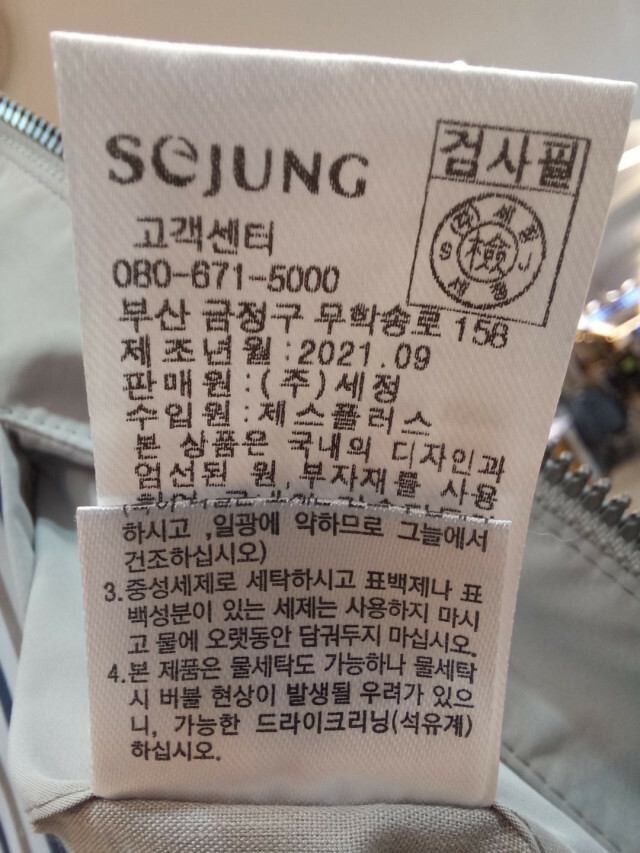 SEJUNG
검사필
세정
S 檢 J
세정
고객센터
080-671-5000
부산 금정구 무학송로 158
제조년월 : 2021.09
판매원 : (주)세정
수입원 : 제스플러스
본 상품은 국내의 디자인과
엄선된 원,부자재를 사용
하시고 ,일광에 약하므로 그늘에서
건조하십시오)
3.중성세제로 세탁하시고 표백제나 표
백성분이 있는 세제는 사용하지 마시
고 물에 오랫동안 담궈두지 마십시오.
4.본 제품은 물세탁도 가능하나 물세탁
시 버블 현상이 발생될 우려가 있으
니, 가능한 드라이크리닝(석유계)
하십시오.